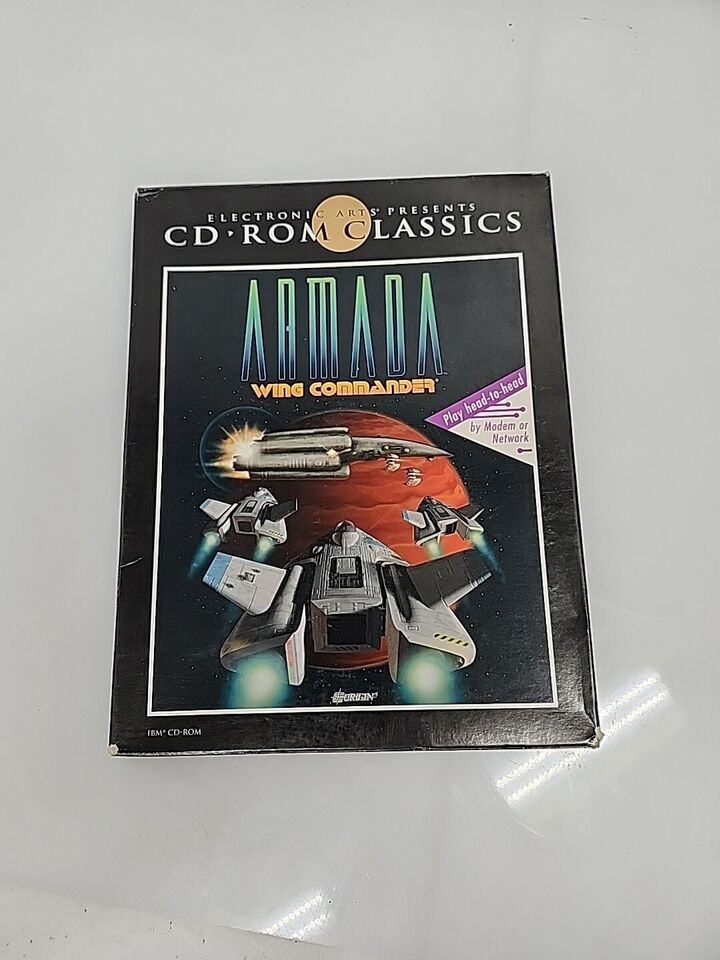 ELECTRONIC ARTS® PRESENTS
CD·ROM CLASSICS
ARMADA™
WING COMMANDER®
Play head-to-head
by Modem or
Network
ORIGIN®
IBM® CD-ROM